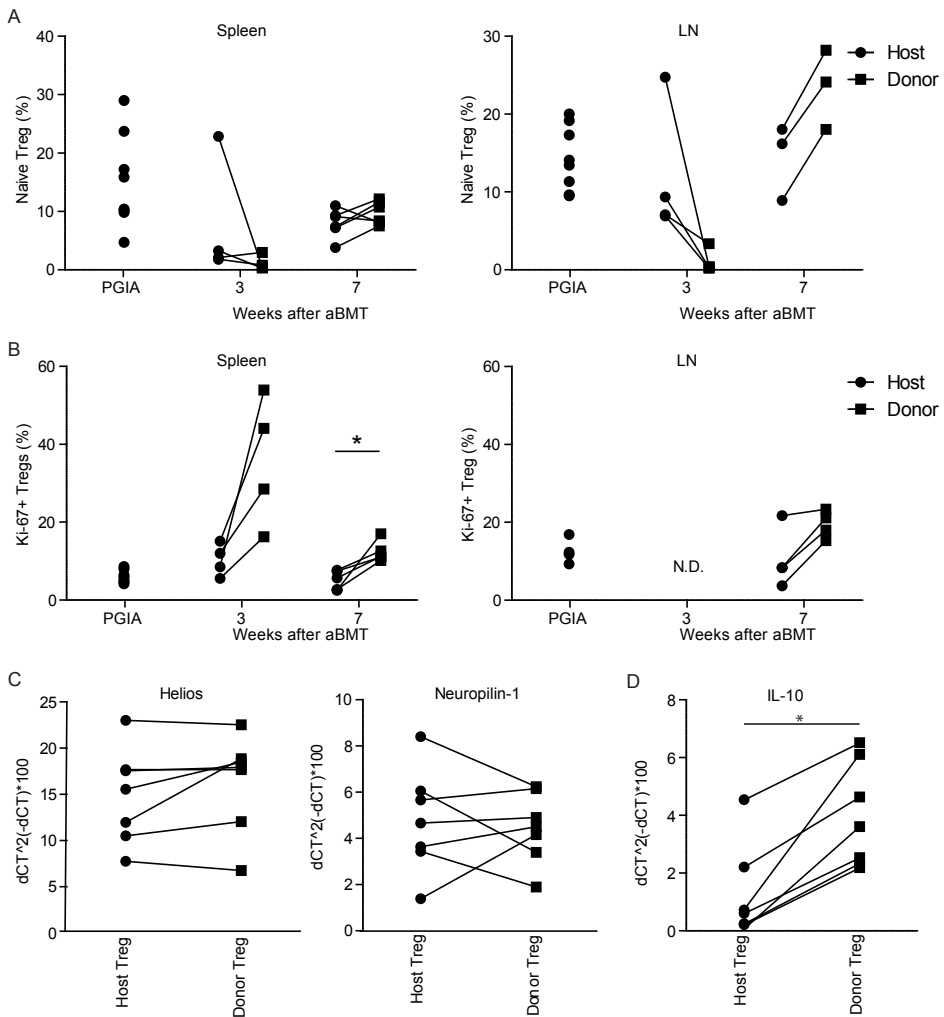 A
Spleen
LN
Naive Treg (%)
40
30
20
10
0
PGIA
3
7
Weeks after aBMT
Naive Treg (%)
30
20
10
0
PGIA
3
7
Weeks after aBMT
Host
Donor
B
Spleen
LN
Ki-67+ Tregs (%)
60
40
20
0
*
PGIA
3
7
Weeks after aBMT
Ki-67+ Treg (%)
60
40
20
0
N.D.
PGIA
3
7
Weeks after aBMT
Host
Donor
C
Helios
dCT^2(-dCT)*100
25
20
15
10
5
0
Host Treg
Donor Treg
Neuropilin-1
dCT^2(-dCT)*100
10
8
6
4
2
0
Host Treg
Donor Treg
D
IL-10
dCT^2(-dCT)*100
8
6
4
2
0
*
Host Treg
Donor Treg